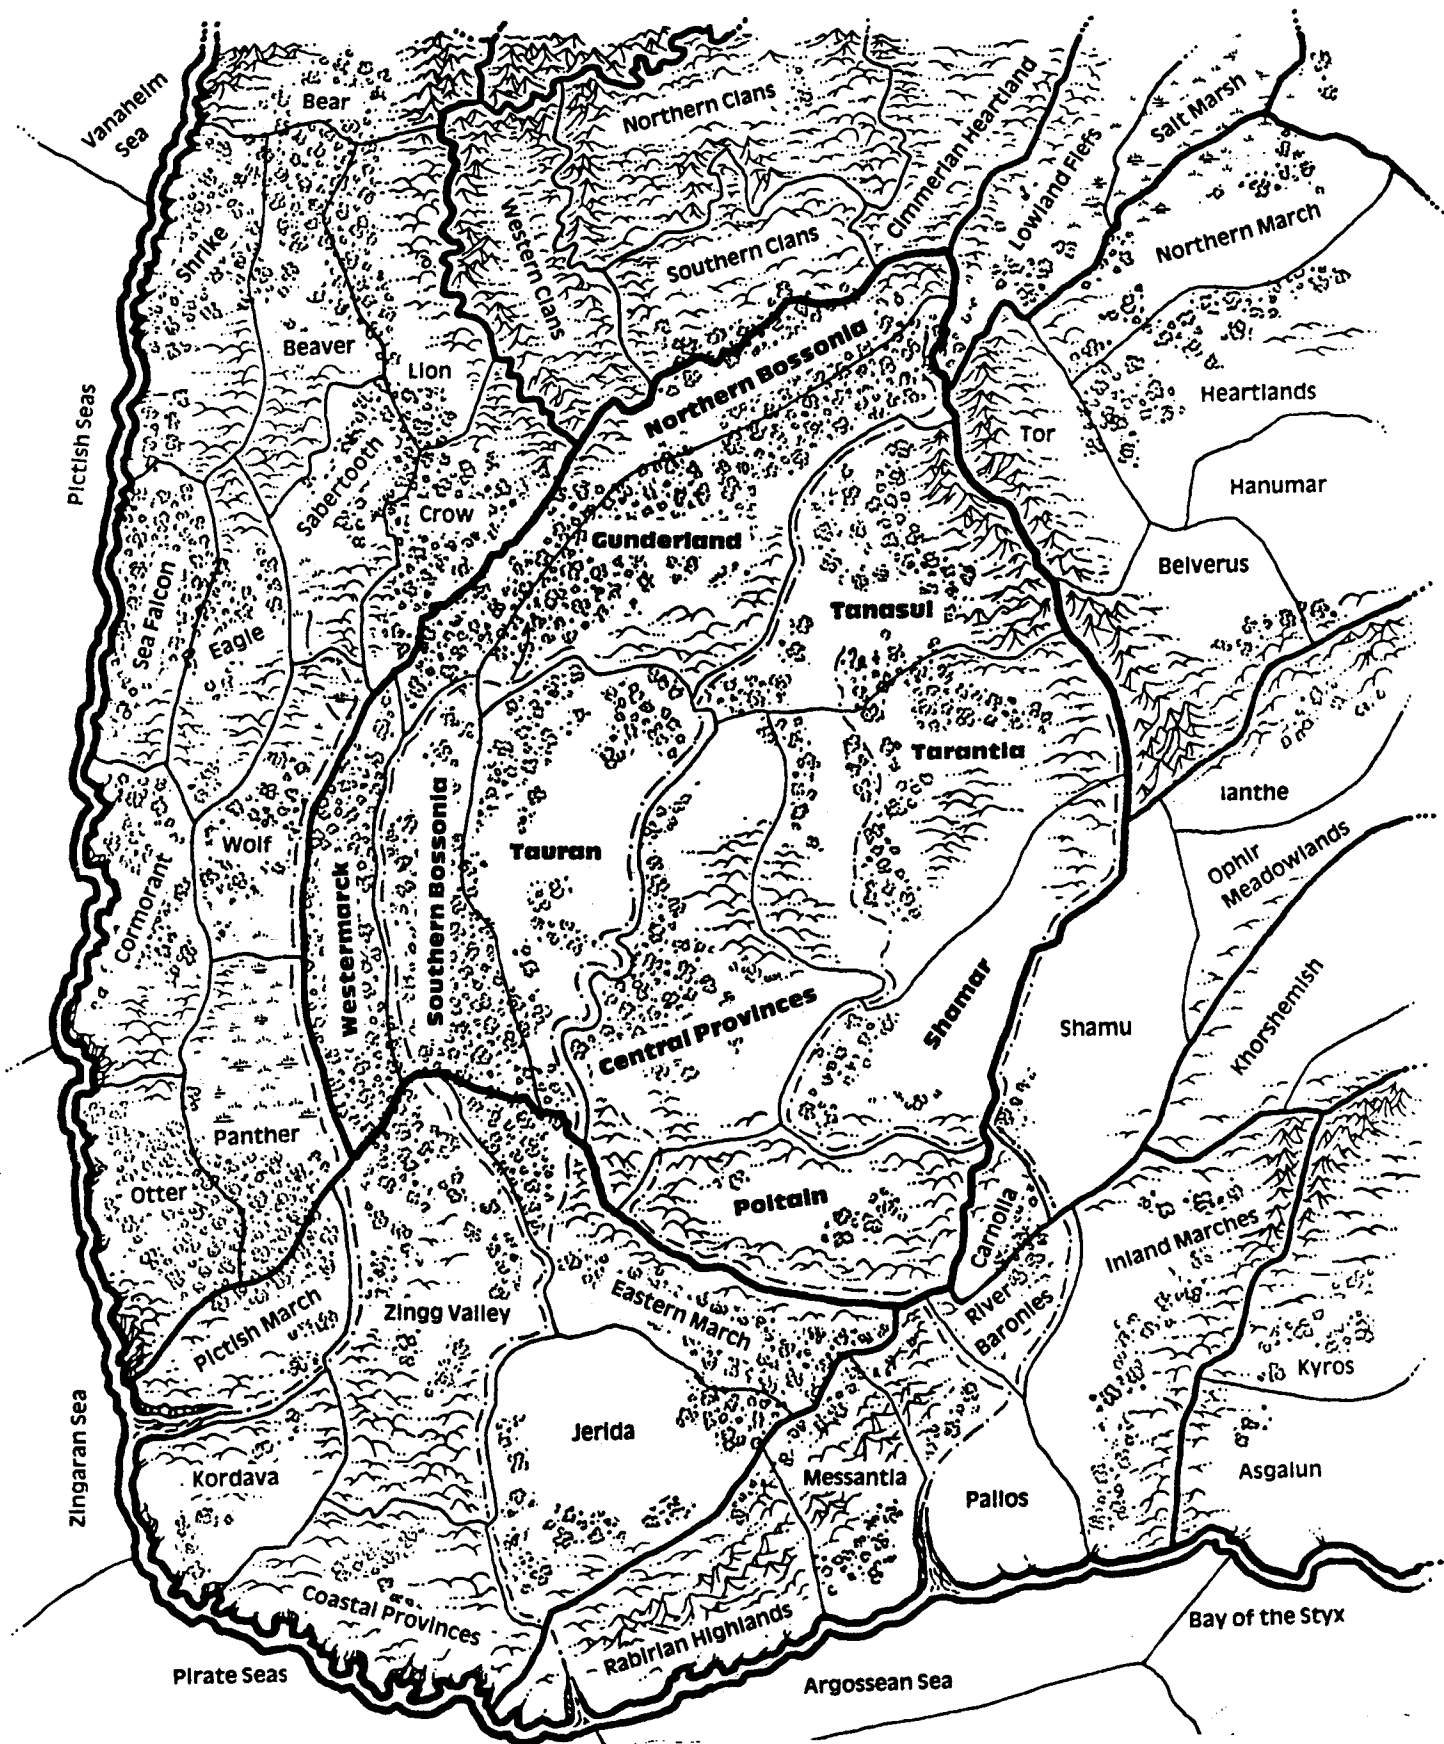 Vanaheim
Sea
Bear
Northern Clans
Cimmerian Heartland
Lowland Fiefs
Salt Marsh
Northern March
Shrike
Western Clans
Southern Clans
Beaver
Lion
Northern Bossonia
Heartlands
Pictish Seas
Sabertooth
Crow
Tor
Hanumar
Gunderland
Belverus
Sea Falcon
Eagle
Tanasul
Tarantia
Ianthe
Wolf
Westermarck
Southern Bossonia
Tauran
Ophir
Meadowlands
Cormorant
Central Provinces
Shamar
Shamu
Khorshemish
Panther
Otter
Poitain
Carnolla
Inland Marches
Pictish March
Zingg Valley
Eastern March
River
Baronies
Kyros
Zingaran Sea
Kordava
Jerida
Messantia
Pallos
Asgalun
Coastal Provinces
Rabirian Highlands
Bay of the Styx
Pirate Seas
Argossean Sea